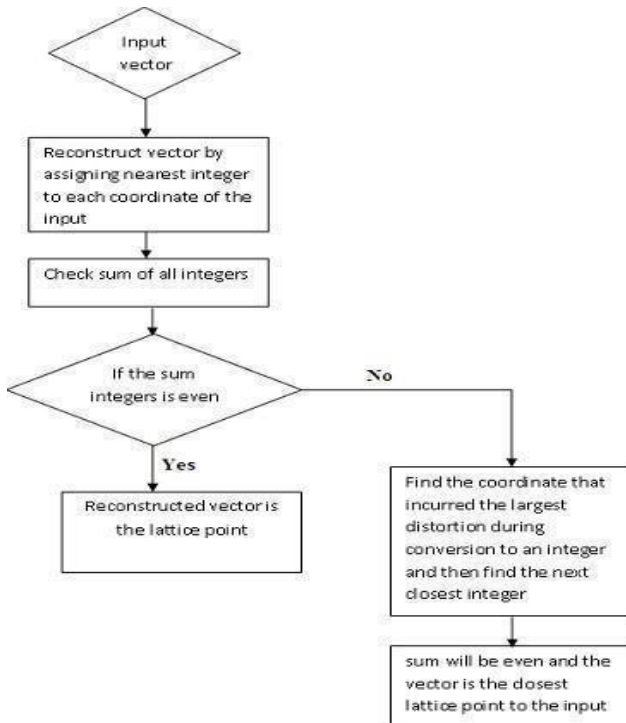 Input
vector
Reconstruct vector by
assigning nearest integer
to each coordinate of the
input
Check sum of all integers
If the sum
integers is even
No
Yes
Reconstructed vector is
the lattice point
Find the coordinate that
incurred the largest
distortion during
conversion to an integer
and then find the next
closest integer
sum will be even and the
vector is the closest
lattice point to the input